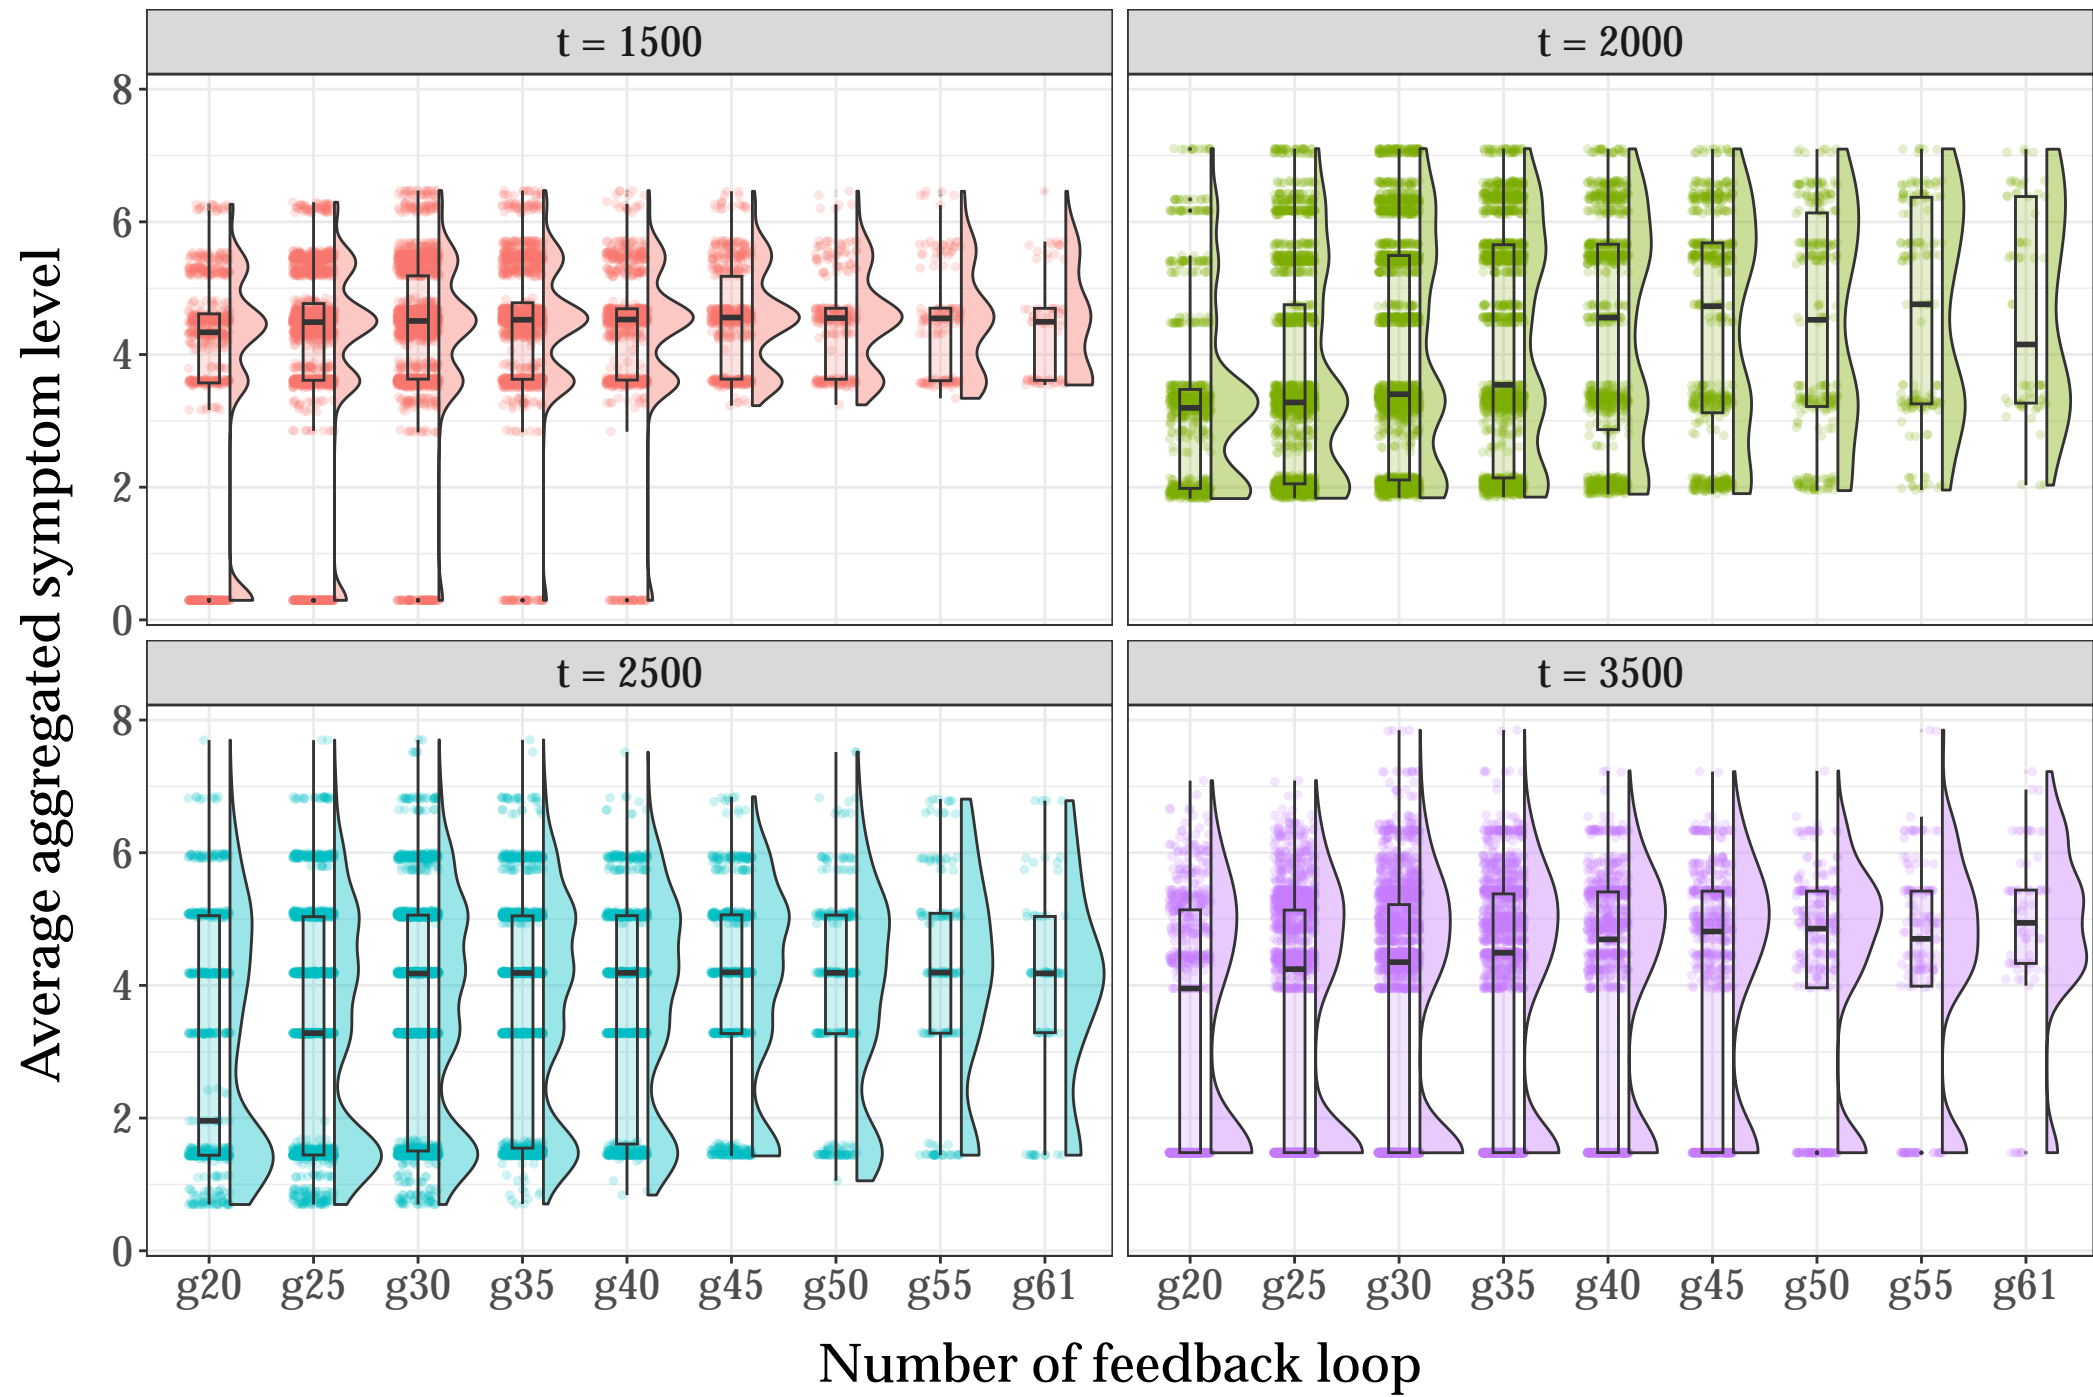 t = 1500
t = 2000
8
6
4
2
0
t = 2500
t = 3500
8
6
4
2
0
g20 g25 g30 g35 g40 g45 g50 g55 g61
g20 g25 g30 g35 g40 g45 g50 g55 g61
Number of feedback loop
Average aggregated symptom level